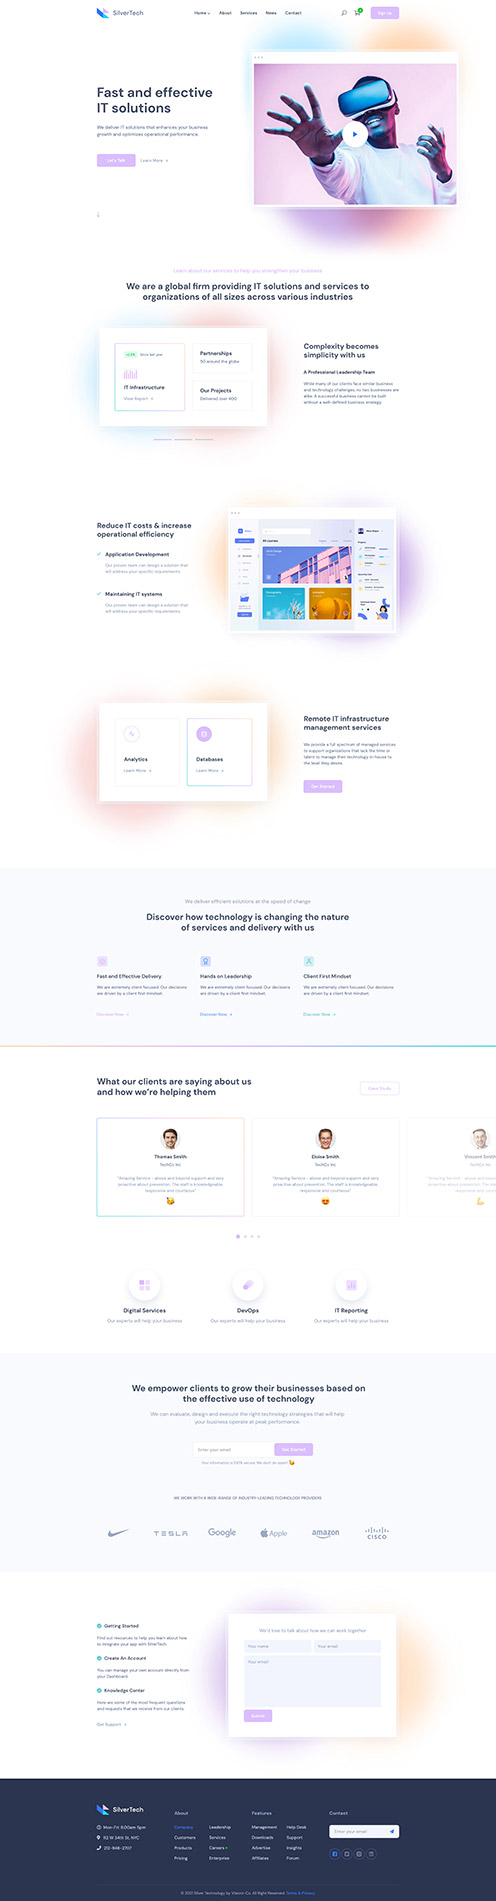 SilverTech
Home
About
Services
News
Contact
Sign Up
Fast and effective
IT solutions
We deliver IT solutions that enhances your business
growth and optimizes operational performance.
Let's Talk
Learn More
Learn about our services to help you strengthen your business
We are a global firm providing IT solutions and services to
organizations of all sizes across various industries
Since last year
IT Infrastructure
View Report
Partnerships
50 around the globe
Our Projects
Delivered over 400
Complexity becomes
simplicity with us
A Professional Leadership Team
While many of our clients face similar business
and technology challenges, no two businesses are
alike. A successful business cannot be built
without a well-defined business strategy.
Reduce IT costs & increase
operational efficiency
Application Development
Our proven team can design a solution that
will address your specific requirements
Maintaining IT systems
Our proven team can design a solution that
will address your specific requirements
Analytics
Learn More
Databases
Learn More
Remote IT infrastructure
management services
We provide a full spectrum of managed services
to support organizations that lack the time or
talent to manage their technology in-house to
the level they desire.
Get Started
We deliver efficient solutions at the speed of change
Discover how technology is changing the nature
of services and delivery with us
Fast and Effective Delivery
We are extremely client focused. Our decisions
are driven by a client first mindset.
Discover Now
Hands on Leadership
We are extremely client focused. Our decisions
are driven by a client first mindset.
Discover Now
Client First Mindset
We are extremely client focused. Our decisions
are driven by a client first mindset.
Discover Now
What our clients are saying about us
and how we're helping them
Case Study
Thomas Smith
TechCo Inc
"Amazing Service - above and beyond support and very
proactive about prevention. The staff is knowledgeable,
responsive and courteous"
Eloise Smith
TechCo Inc
"Amazing Service - above and beyond support and very
proactive about prevention. The staff is knowledgeable,
responsive and courteous"
Vincent Smith
TechCo Inc
Digital Services
Our experts will help your business
DevOps
Our experts will help your business
IT Reporting
Our experts will help your business
We empower clients to grow their businesses based on
the effective use of technology
We can evaluate, design and execute the right technology strategies that will help
your business operate at peak performance.
Enter your email
Get Started
Your information is 100% secure. We don't do spam!
WE WORK WITH A WIDE-RANGE OF INDUSTRY-LEADING TECHNOLOGY PROVIDERS
TESLA
Google
Apple
amazon
CISCO
Getting Started
Find out resources to help you learn about how
to integrate your app with SilverTech.
Create An Account
You can manage your own account directly from
your Dashboard.
Knowledge Center
Here are some of the most frequent questions
and requests that we receive from our clients.
Get Support
We'd love to talk about how we can work together
Your name
Your email
Your email
Submit
SilverTech
Mon-Fri: 8:00am 5pm
112 W 34th St, NYC
212-948-2707
About
Company
Customers
Products
Pricing
Leadership
Services
Careers
Enterprise
Features
Management
Downloads
Advertise
Affiliates
Help Desk
Support
Insights
Forum
Contact
Enter your email